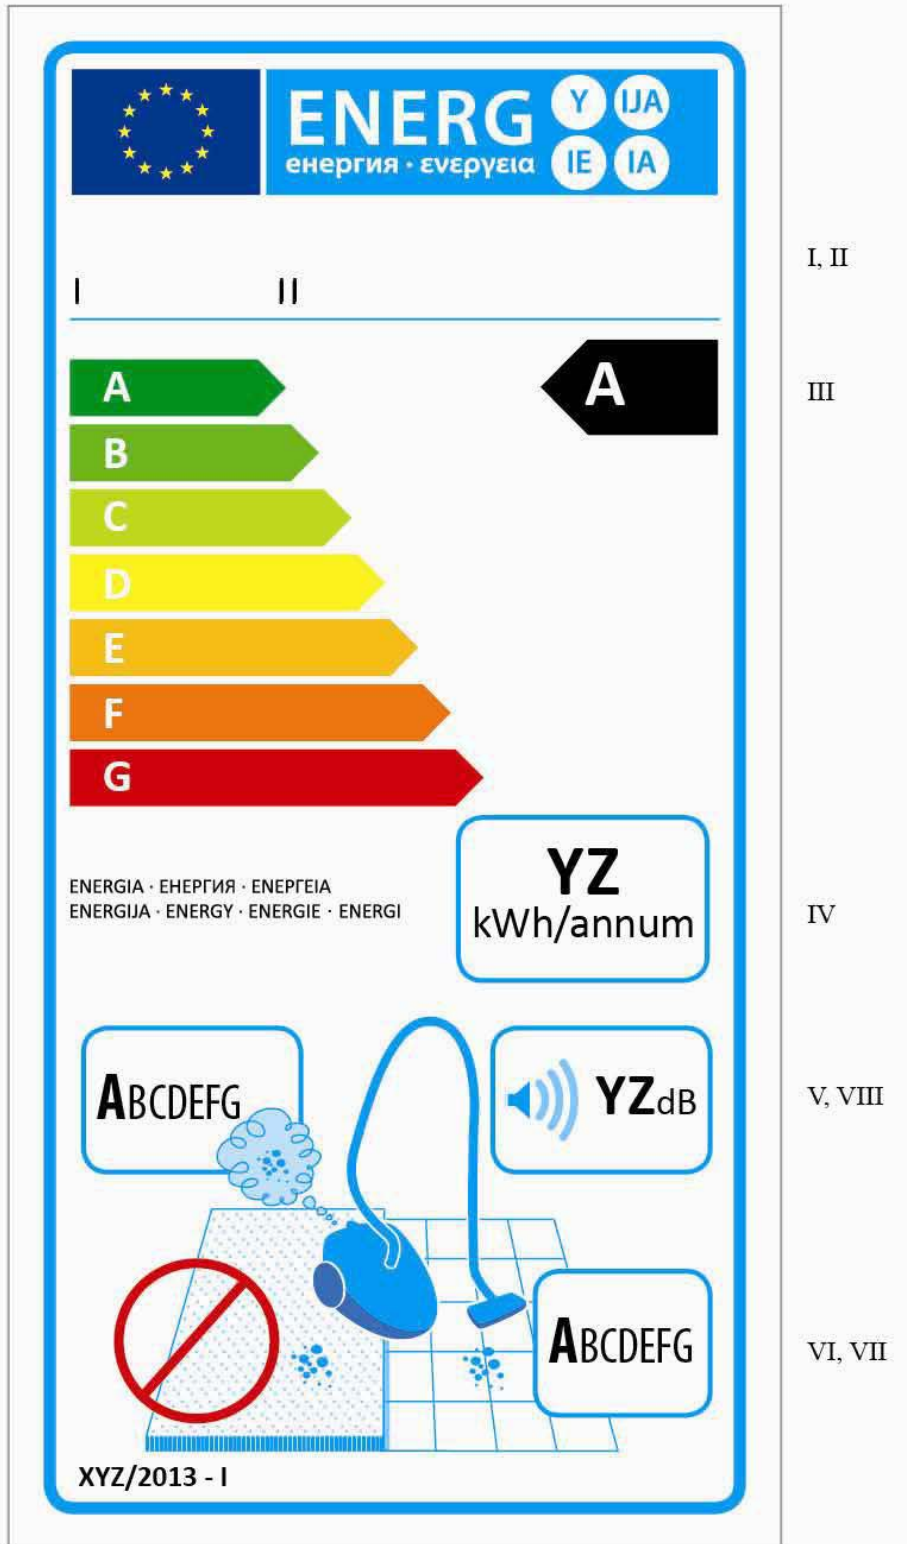 ENERG Y IJA
енергия · ενεργεια IE IA
I, II
I II
A A III
B
C
D
E
F
G
YZ
ENERGIA · ЕНЕРГИЯ · ΕΝΕΡΓΕΙΑ
ENERGIJA · ENERGY · ENERGIE · ENERGI
kWh/annum IV
ABCDEFG YZdB V, VIII
ABCDEFG VI, VII
XYZ/2013 - I